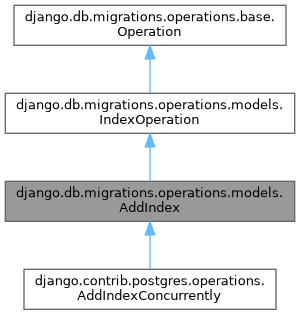 django.db.migrations.operations.base.
Operation
django.db.migrations.operations.models.
IndexOperation
django.db.migrations.operations.models.
AddIndex
django.contrib.postgres.operations.
AddIndexConcurrently